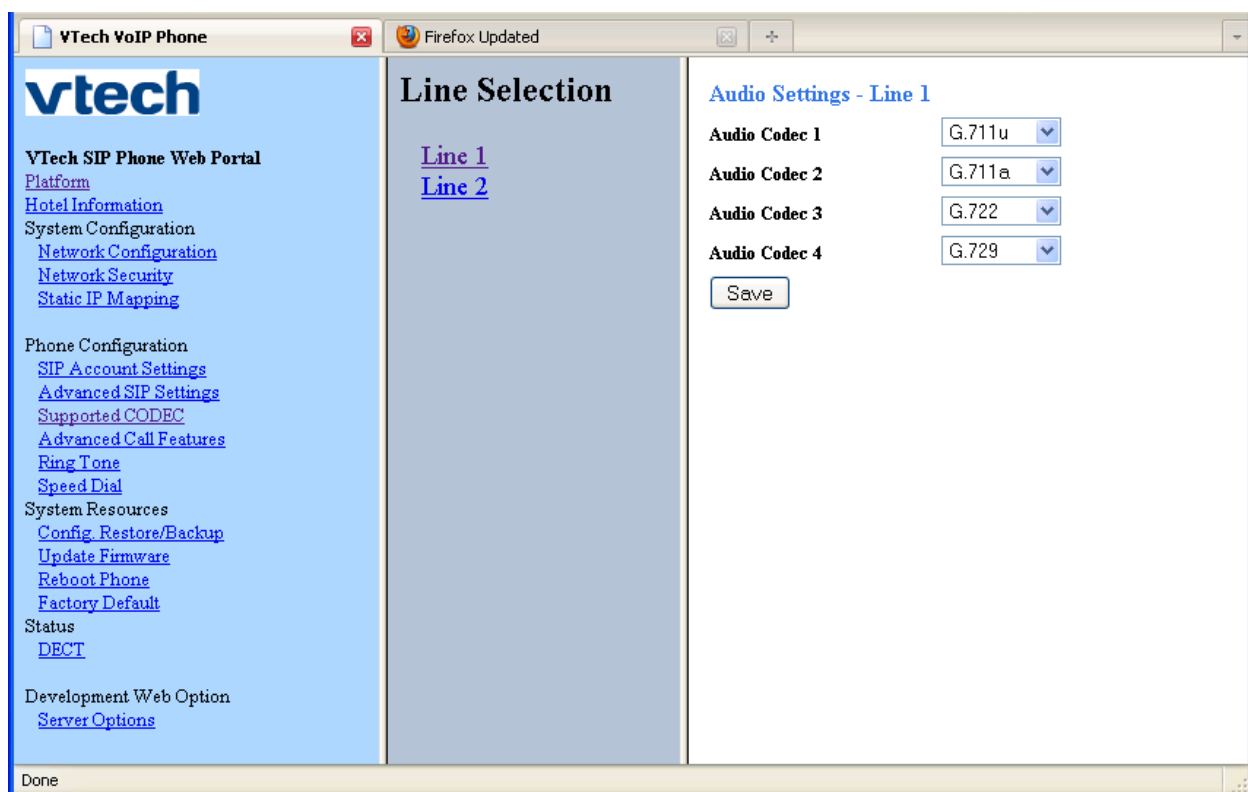 VTech VoIP Phone
Firefox Updated
vtech
VTech SIP Phone Web Portal
Platform
Hotel Information
System Configuration
Network Configuration
Network Security
Static IP Mapping
Phone Configuration
SIP Account Settings
Advanced SIP Settings
Supported CODEC
Advanced Call Features
Ring Tone
Speed Dial
System Resources
Config. Restore/Backup
Update Firmware
Reboot Phone
Factory Default
Status
DECT
Development Web Option
Server Options
Line Selection
Line 1
Line 2
Audio Settings - Line 1
Audio Codec 1 G.711u
Audio Codec 2 G.711a
Audio Codec 3 G.722
Audio Codec 4 G.729
Save
Done